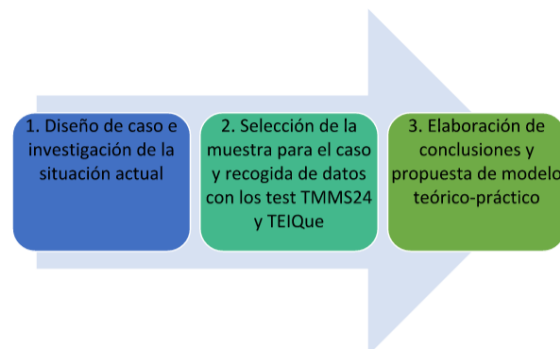 1. Diseño de caso e
investigación de la
situación actual
2. Selección de la
muestra para el caso
y recogida de datos
con los test TMMS24
y TEIQue
3. Elaboración de
conclusiones y
propuesta de modelo
teórico-práctico